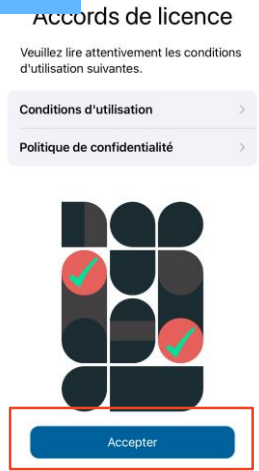 Accords de licence
Veuillez lire attentivement les conditions
d'utilisation suivantes.
Conditions d'utilisation
Politique de confidentialité
Accepter